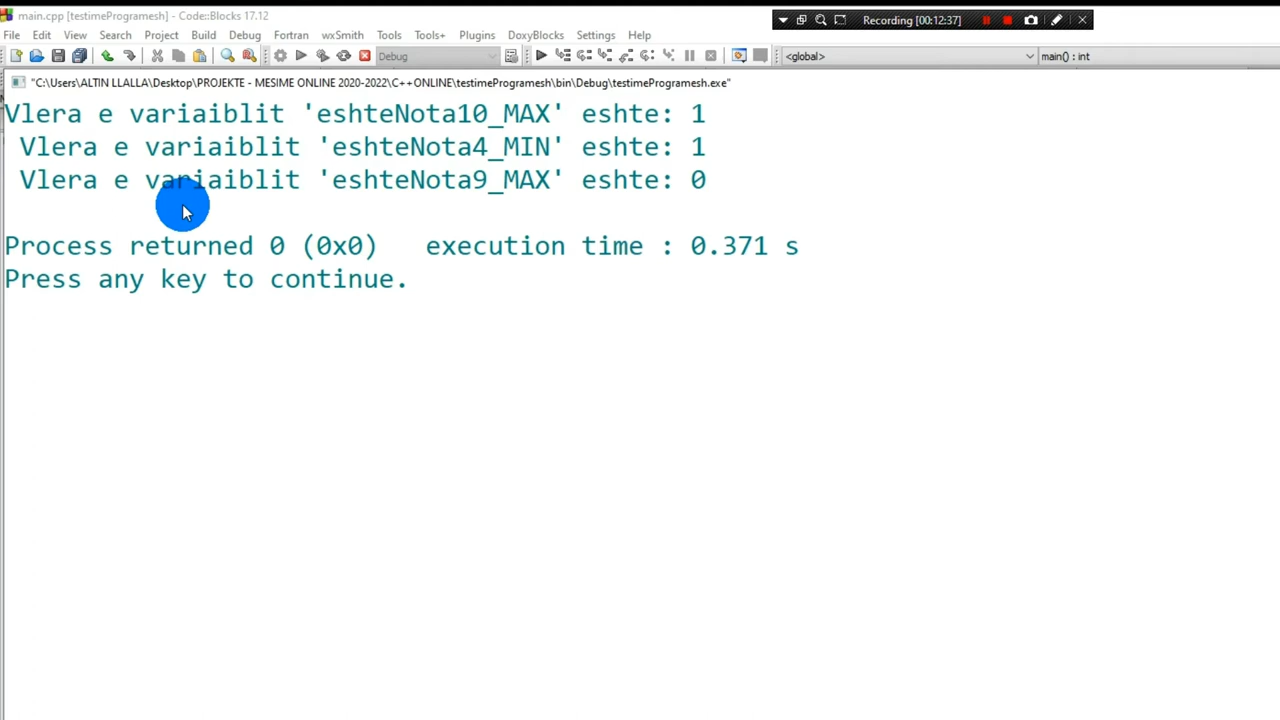 main.cpp [testimeProgramesh] - Code::Blocks 17.12
Recording [00:12:37]
File Edit View Search Project Build Debug Fortran wxSmith Tools Tools+ Plugins DoxyBlocks Settings Help
Debug <global> main() : int
"C:\Users\ALTIN LLALLA\Desktop\PROJEKTE - MESIME ONLINE 2020-2022\C++ONLINE\testimeProgramesh\bin\Debug\testimeProgramesh.exe"
Vlera e variaiblit 'eshteNota10_MAX' eshte: 1
Vlera e variaiblit 'eshteNota4_MIN' eshte: 1
Vlera e variaiblit 'eshteNota9_MAX' eshte: 0
Process returned 0 (0x0) execution time : 0.371 s
Press any key to continue.